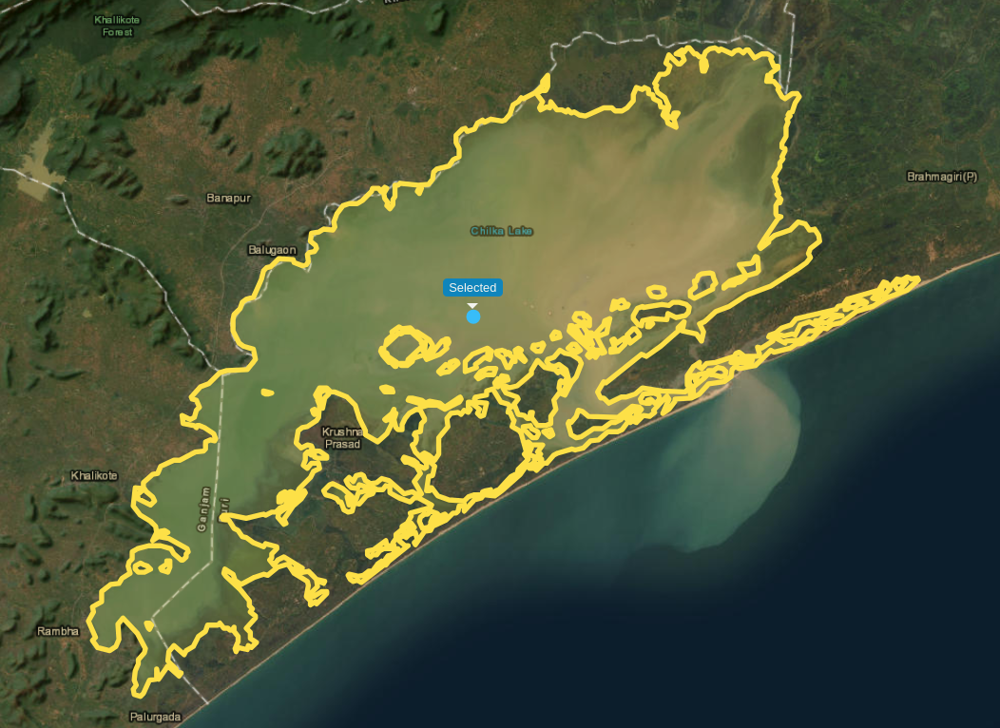 Khallikote
Forest
Brahmagiri(P)
Banapur
Chilka Lake
Balugaon
Selected
Krushna
Prasad
Khalikote
Ganjam
Rambha
Palurgada